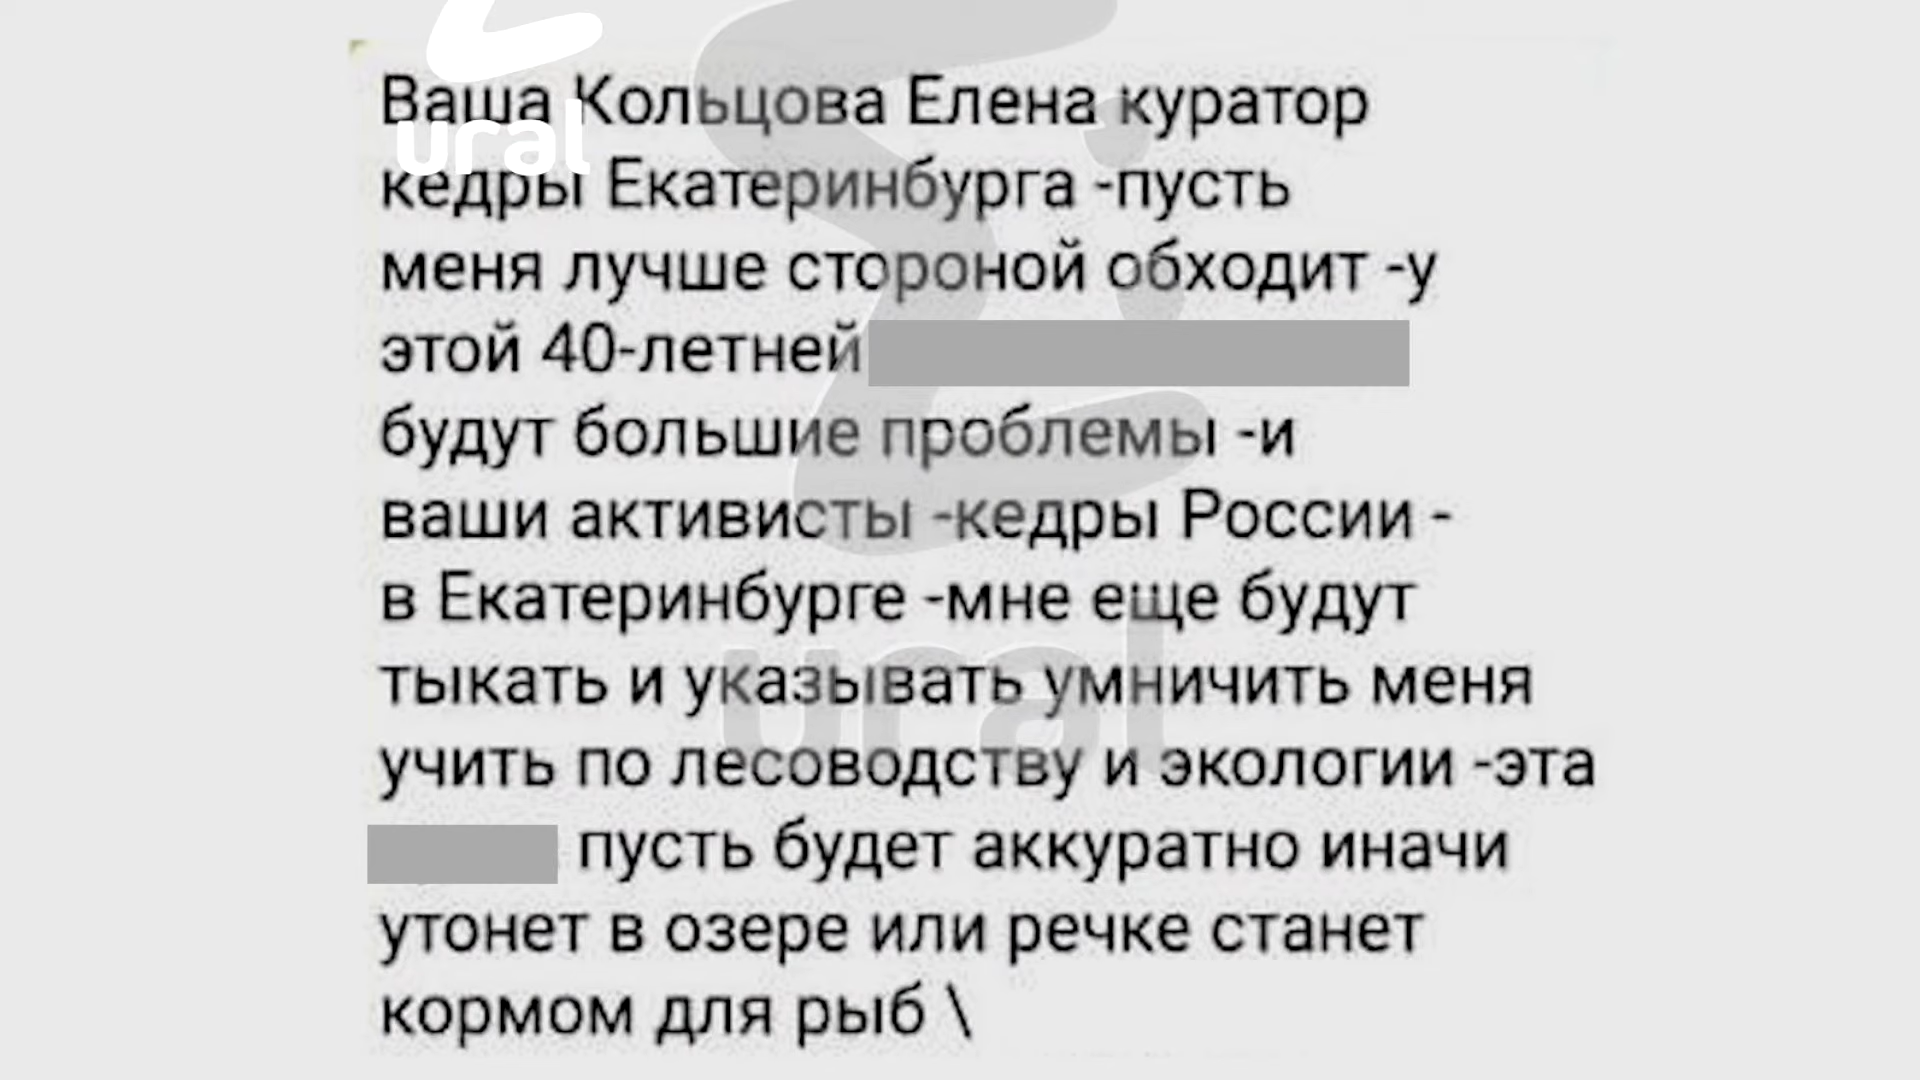 ural
Ваша Кольцова Елена куратор
кедры Екатеринбурга -пусть
меня лучше стороной обходит -у
этой 40-летней
будут большие проблемы -и
ваши активисты -кедры России -
в Екатеринбурге -мне еще будут
тыкать и указывать умничить меня
учить по лесоводству и экологии -эта
пусть будет аккуратно иначи
утонет в озере или речке станет
кормом для рыб \
ural